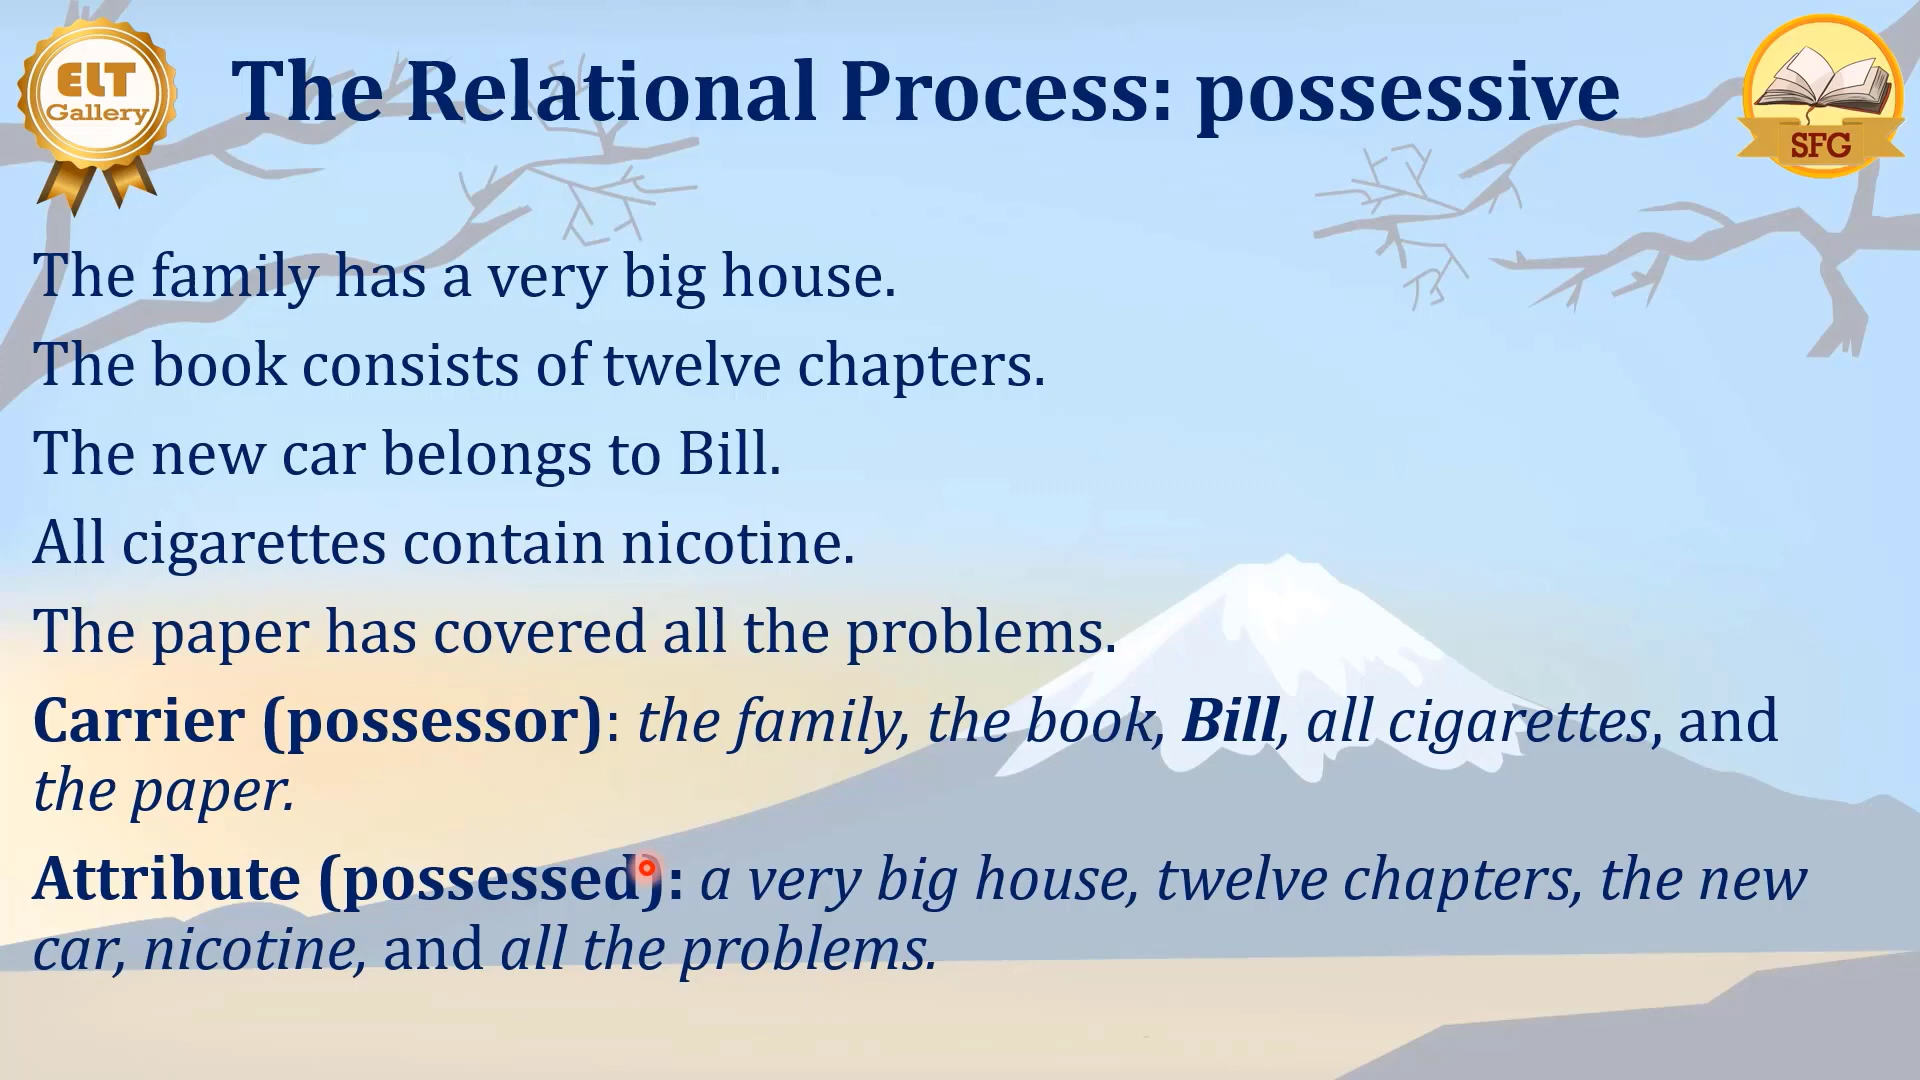 ELT
Gallery
The Relational Process: possessive
SFG
The family has a very big house.
The book consists of twelve chapters.
The new car belongs to Bill.
All cigarettes contain nicotine.
The paper has covered all the problems.
Carrier (possessor): the family, the book, Bill, all cigarettes, and
the paper.
Attribute (possessed): a very big house, twelve chapters, the new
car, nicotine, and all the problems.